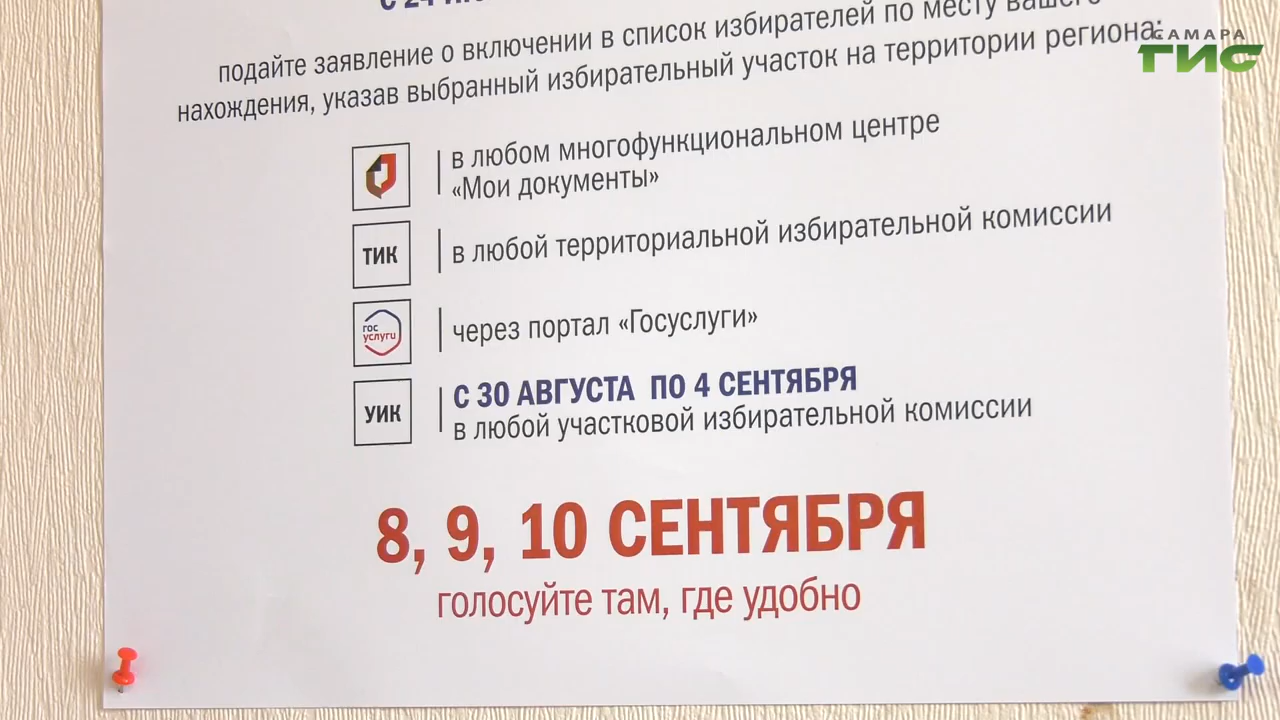 С 24
подайте заявление о включении в список избирателей по месту вашего
нахождения, указав выбранный избирательный участок на территории региона:
САМАРА
ГИС
в любом многофункциональном центре
«Мои документы»
ТИК
в любой территориальной избирательной комиссии
гос
услуги
через портал «Госуслуги»
УИК
С 30 АВГУСТА ПО 4 СЕНТЯБРЯ
в любой участковой избирательной комиссии
8, 9, 10 СЕНТЯБРЯ
голосуйте там, где удобно